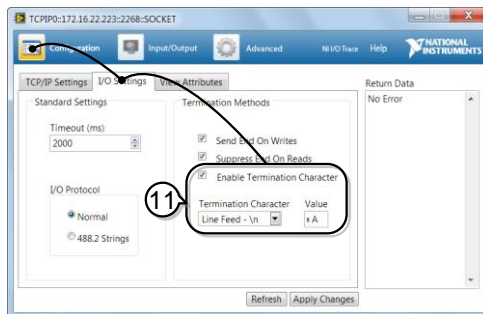 TCPIP0::172.16.22.223::2268::SOCKET
Configuration Input/Output Advanced NI I/O Trace Help NATIONAL INSTRUMENTS
TCP/IP Settings I/O Settings View Attributes
Return Data
No Error
Standard Settings
Timeout (ms)
2000
I/O Protocol
Normal
488.2 Strings
Termination Methods
Send End On Writes
Suppress End On Reads
Enable Termination Character
11
Termination Character Value
Line Feed - \n x A
Refresh Apply Changes